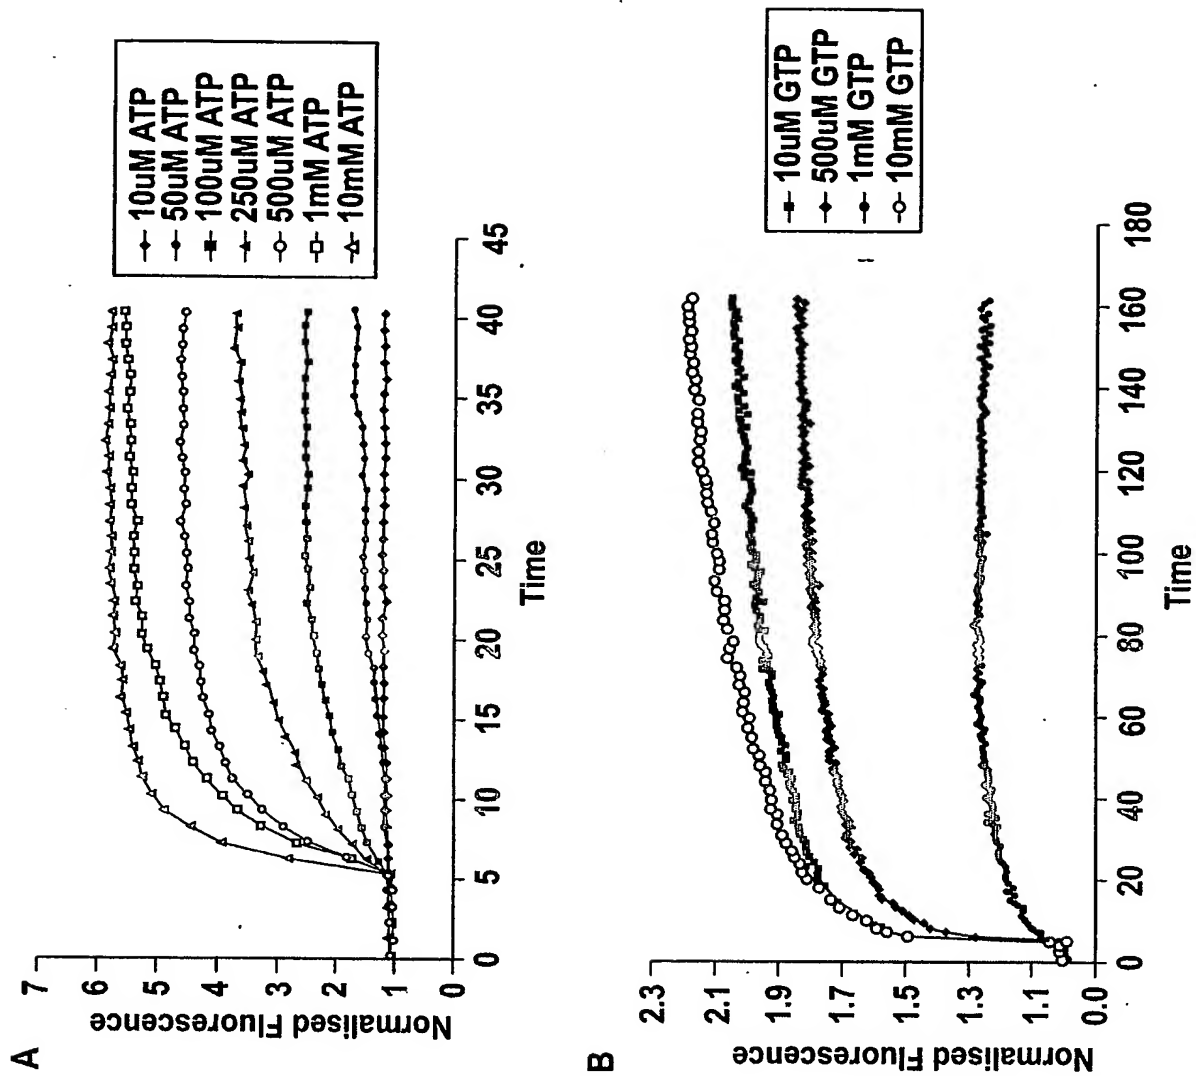 A
Normalised Fluorescence
7
6
5
4
3
2
1
0
0
5
10
15
20
25
30
35
40
45
Time
10uM ATP
50uM ATP
100uM ATP
250uM ATP
500uM ATP
1mM ATP
10mM ATP
B
Normalised Fluorescence
2.3
2.1
1.9
1.7
1.5
1.3
1.1
0.0
0
20
40
60
80
100
120
140
160
180
Time
10uM GTP
500uM GTP
1mM GTP
10mM GTP